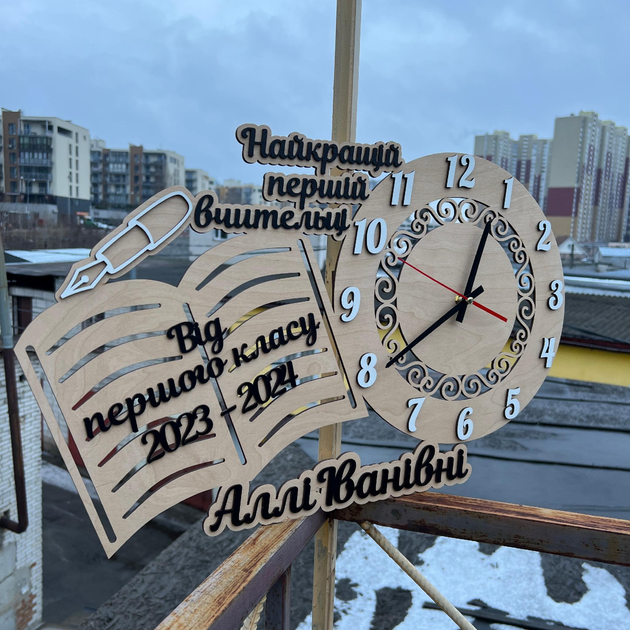 Найкращій
першій
вчительці
Від
першого класу
2023 - 2024
Аллі Іванівні
12
1
2
3
4
5
6
7
8
9
10
11